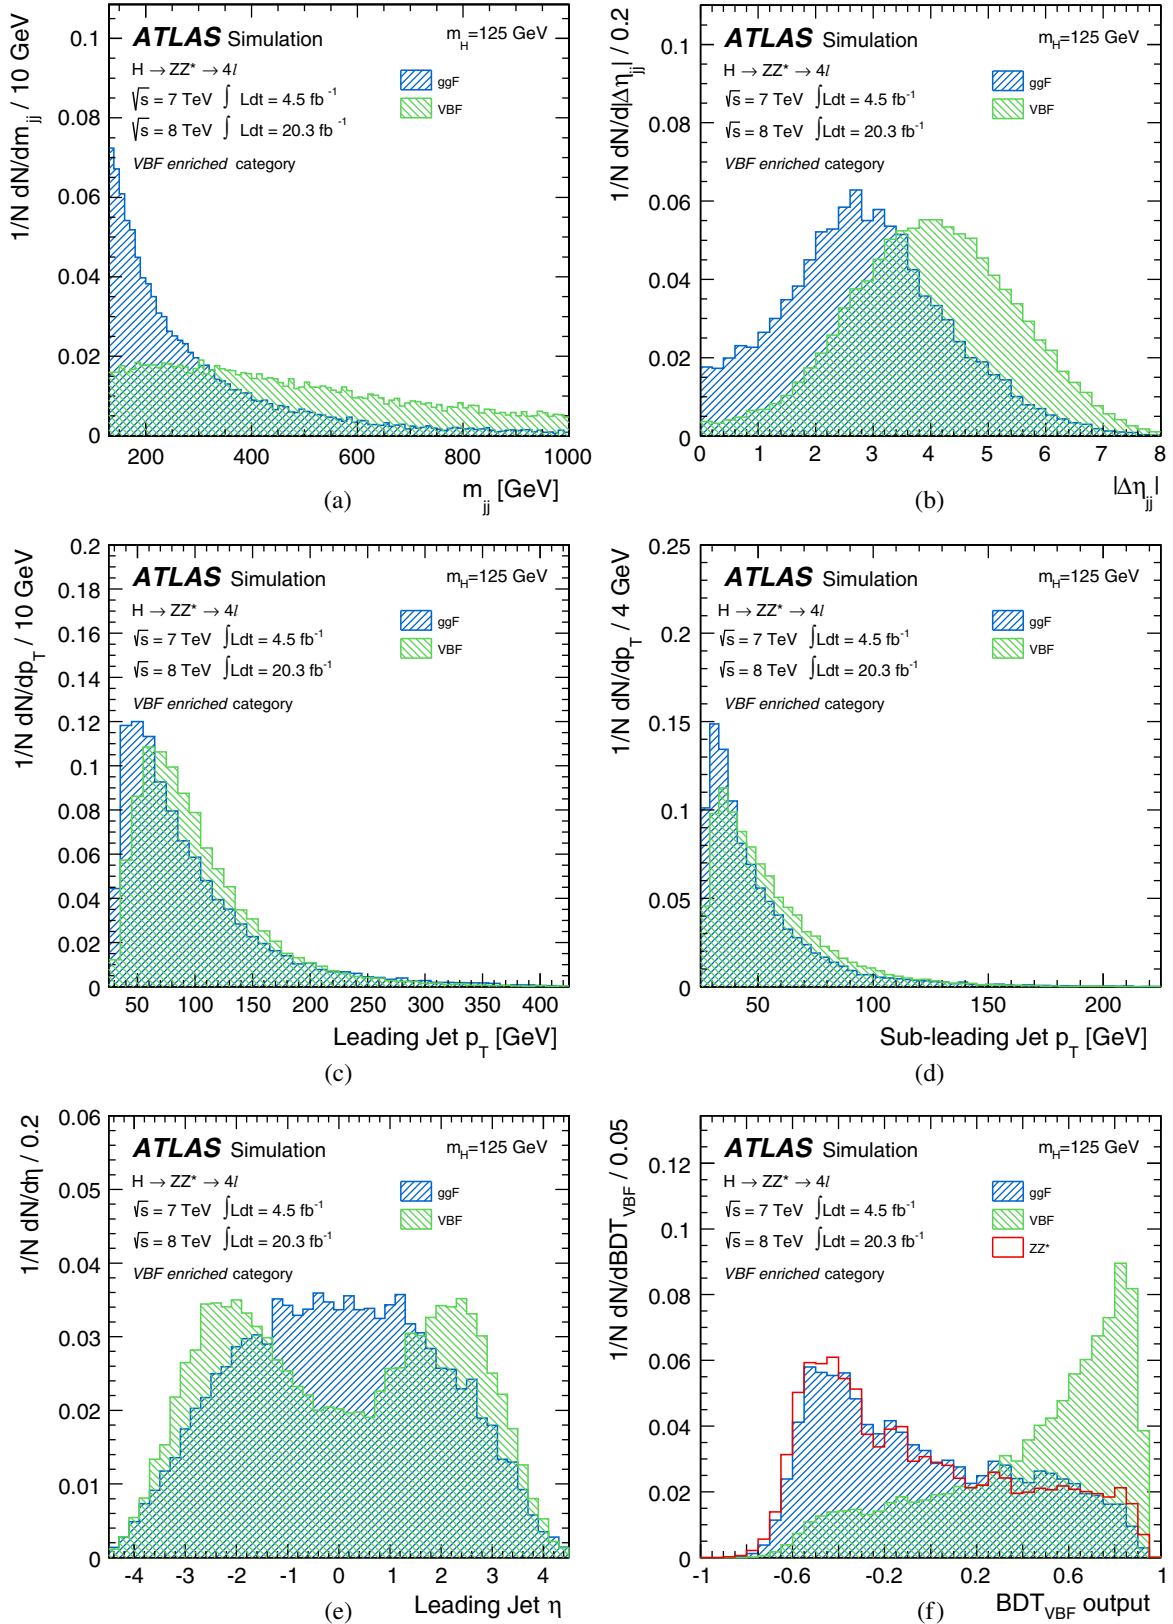 ATLAS Simulation
m_H=125 GeV
H → ZZ* → 4l
√s = 7 TeV ∫ Ldt = 4.5 fb⁻¹
√s = 8 TeV ∫ Ldt = 20.3 fb⁻¹
VBF enriched category
ggF
VBF
1/N dN/dm_jj / 10 GeV
0.1
0.08
0.06
0.04
0.02
0
200 400 600 800 1000
m_jj [GeV]
(a)
ATLAS Simulation
m_H=125 GeV
H → ZZ* → 4l
√s = 7 TeV ∫ Ldt = 4.5 fb⁻¹
√s = 8 TeV ∫Ldt = 20.3 fb⁻¹
VBF enriched category
ggF
VBF
1/N dN/d|Δη_jj| / 0.2
0.1
0.08
0.06
0.04
0.02
0
0 1 2 3 4 5 6 7 8
|Δη_jj|
(b)
ATLAS Simulation
m_H=125 GeV
H → ZZ* → 4l
√s = 7 TeV ∫Ldt = 4.5 fb⁻¹
√s = 8 TeV ∫Ldt = 20.3 fb⁻¹
VBF enriched category
ggF
VBF
1/N dN/dp_T / 10 GeV
0.2
0.18
0.16
0.14
0.12
0.1
0.08
0.06
0.04
0.02
0
50 100 150 200 250 300 350 400
Leading Jet p_T [GeV]
(c)
ATLAS Simulation
m_H=125 GeV
H → ZZ* → 4l
√s = 7 TeV ∫Ldt = 4.5 fb⁻¹
√s = 8 TeV ∫Ldt = 20.3 fb⁻¹
VBF enriched category
ggF
VBF
1/N dN/dp_T / 4 GeV
0.25
0.2
0.15
0.1
0.05
0
50 100 150 200
Sub-leading Jet p_T [GeV]
(d)
ATLAS Simulation
m_H=125 GeV
H → ZZ* → 4l
√s = 7 TeV ∫Ldt = 4.5 fb⁻¹
√s = 8 TeV ∫Ldt = 20.3 fb⁻¹
VBF enriched category
ggF
VBF
1/N dN/dη / 0.2
0.06
0.05
0.04
0.03
0.02
0.01
0
-4 -3 -2 -1 0 1 2 3 4
Leading Jet η
(e)
ATLAS Simulation
m_H=125 GeV
H → ZZ* → 4l
√s = 7 TeV ∫Ldt = 4.5 fb⁻¹
√s = 8 TeV ∫Ldt = 20.3 fb⁻¹
VBF enriched category
ggF
VBF
ZZ*
1/N dN/dBDT_VBF / 0.05
0.12
0.1
0.08
0.06
0.04
0.02
0
-1 -0.6 -0.2 0.2 0.6 1
BDT_VBF output
(f)